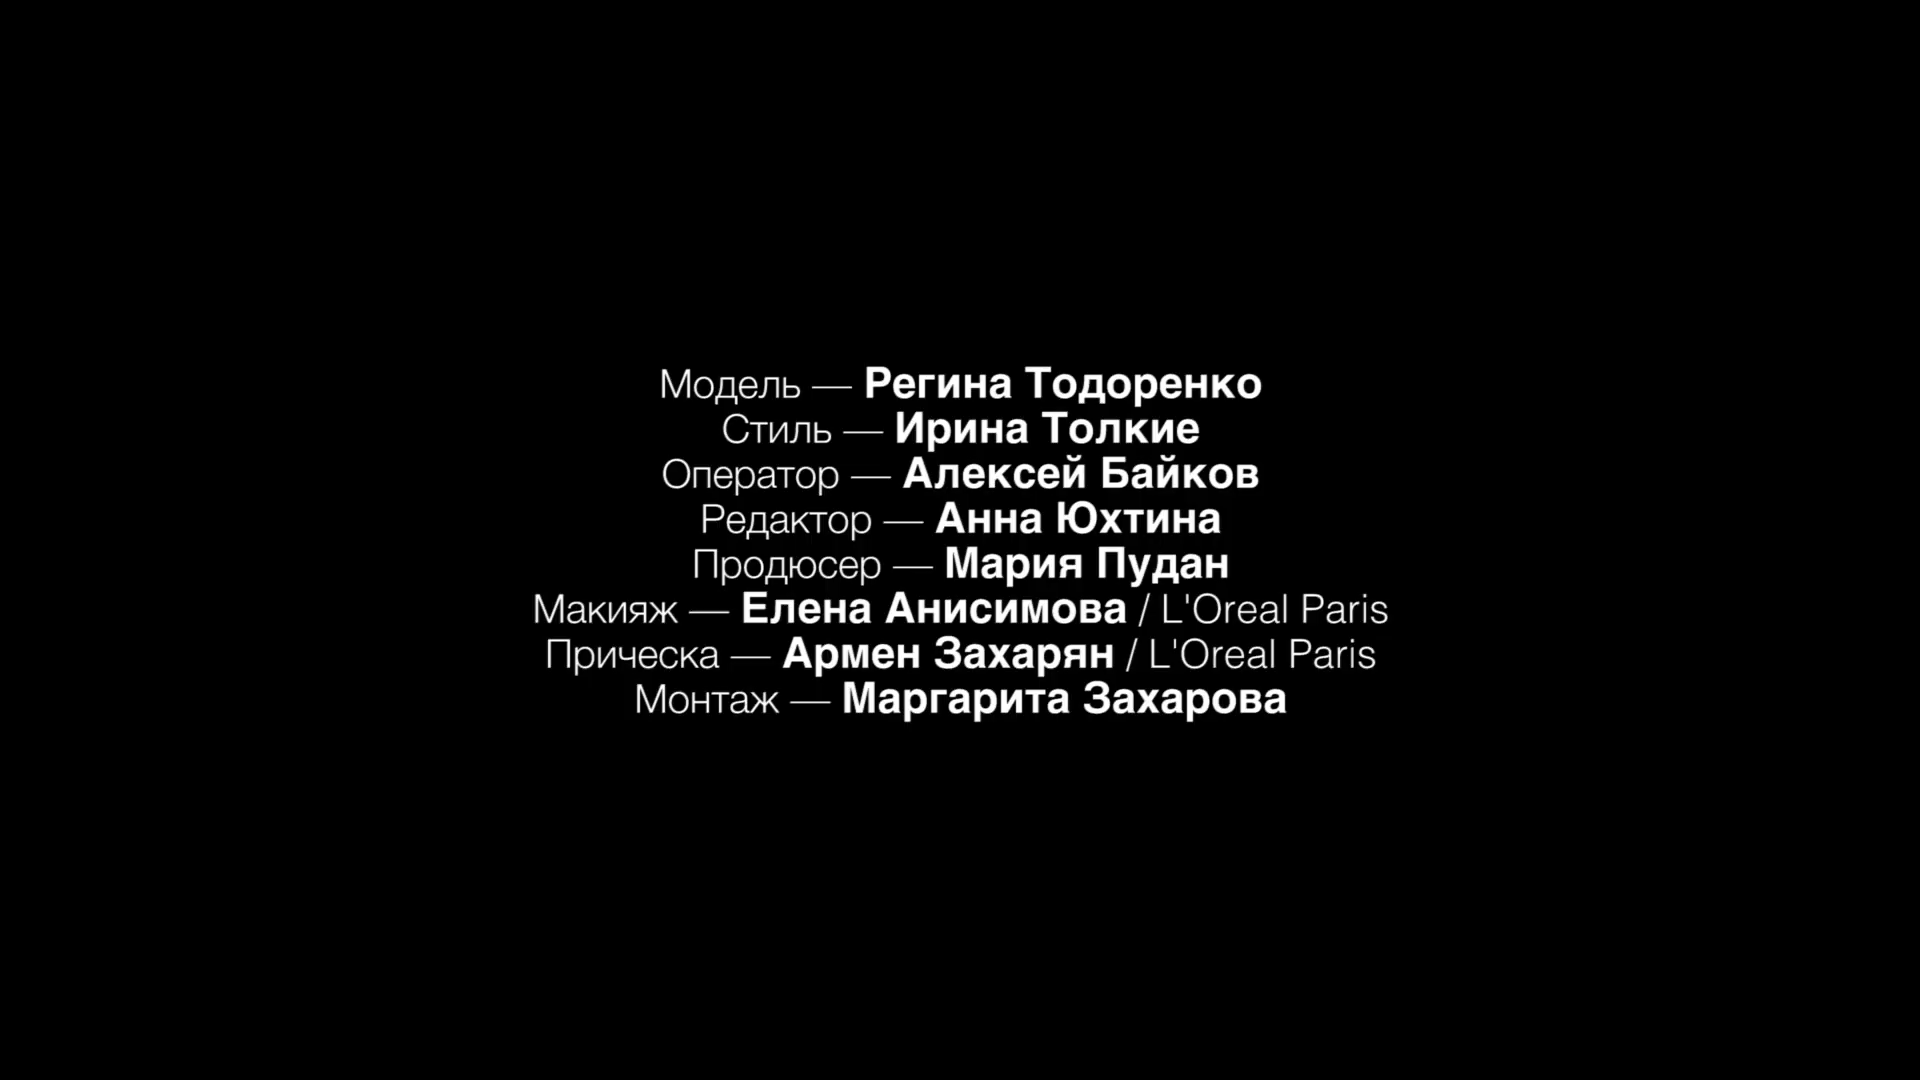 Модель — Регина Тодоренко
Стиль — Ирина Толкие
Оператор — Алексей Байков
Редактор — Анна Юхтина
Продюсер — Мария Пудан
Макияж — Елена Анисимова / L'Oreal Paris
Прическа — Армен Захарян / L'Oreal Paris
Монтаж — Маргарита Захарова